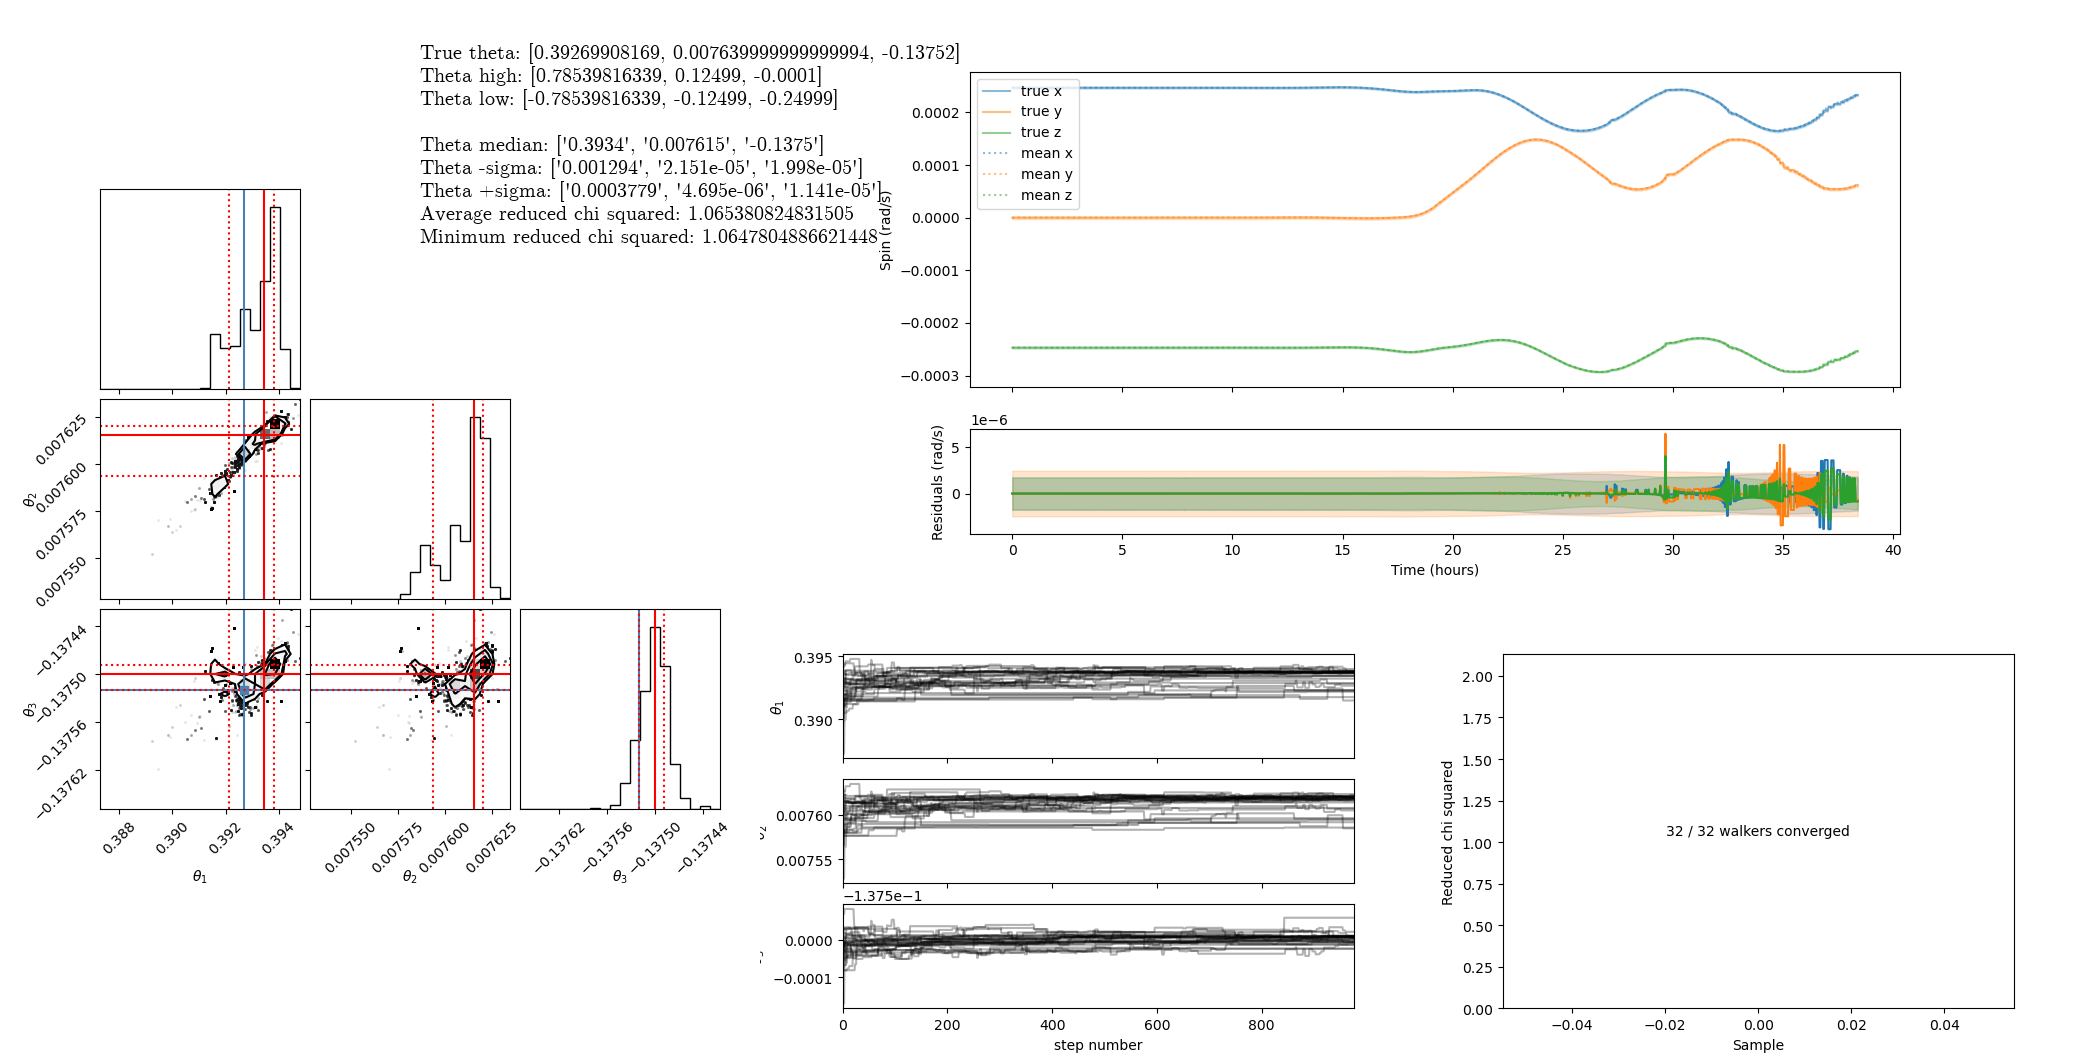 True theta: [0.39269908169, 0.007639999999999994, -0.13752]
Theta high: [0.78539816339, 0.12499, -0.0001]
Theta low: [-0.78539816339, -0.12499, -0.24999]
Theta median: ['0.3934', '0.007615', '-0.1375']
Theta -sigma: ['0.001294', '2.151e-05', '1.998e-05']
Theta +sigma: ['0.0003779', '4.695e-06', '1.141e-05']
Average reduced chi squared: 1.065380824831505
Minimum reduced chi squared: 1.0647804886621448
true x
true y
true z
mean x
mean y
mean z
Spin (rad/s)
0.0002
0.0001
0.0000
−0.0001
−0.0002
−0.0003
1e−6
Residuals (rad/s)
5
0
0 5 10 15 20 25 30 35 40
Time (hours)
θ2
0.007625
0.007600
0.007575
0.007550
θ3
−0.13744
−0.13750
−0.13756
−0.13762
0.388 0.390 0.392 0.394
θ1
0.007550 0.007575 0.007600 0.007625
θ2
−0.13762 −0.13756 −0.13750 −0.13744
θ3
θ1
0.395
0.390
0.00760
0.00755
−1.375e−1
0.0000
−0.0001
0 200 400 600 800
step number
Reduced chi squared
2.00
1.75
1.50
1.25
1.00
0.75
0.50
0.25
0.00
32 / 32 walkers converged
−0.04 −0.02 0.00 0.02 0.04
Sample